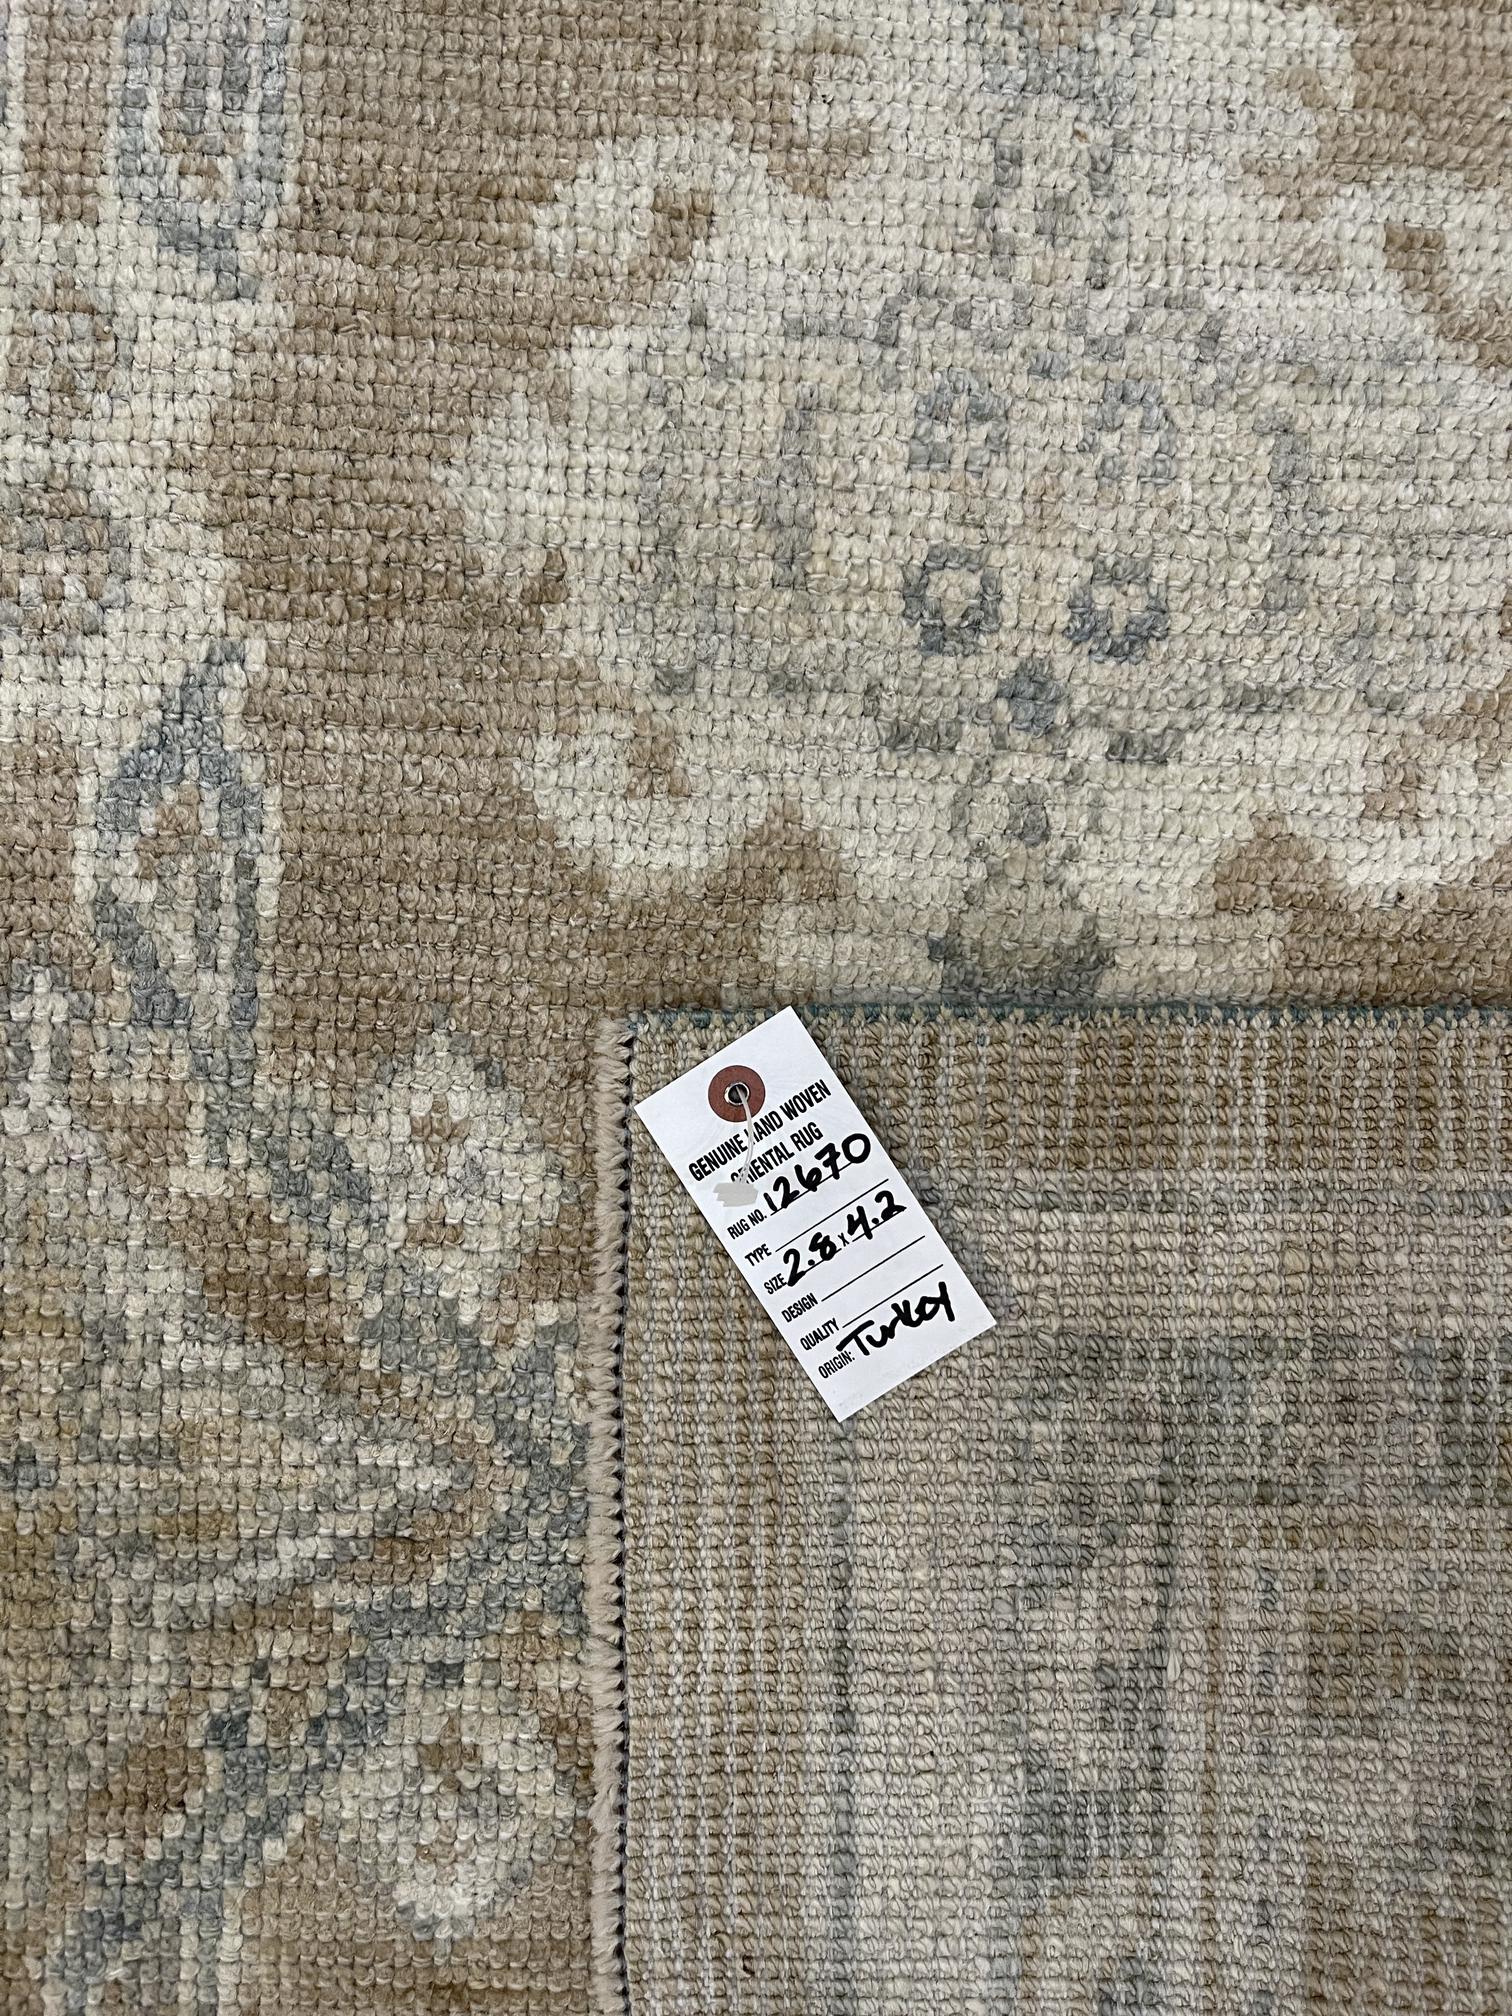 GENUINE HAND WOVEN
ORIENTAL RUG
RUG NO. 12670
TYPE
SIZE 2.8 x 4.2
DESIGN
QUALITY
ORIGIN: Turkey